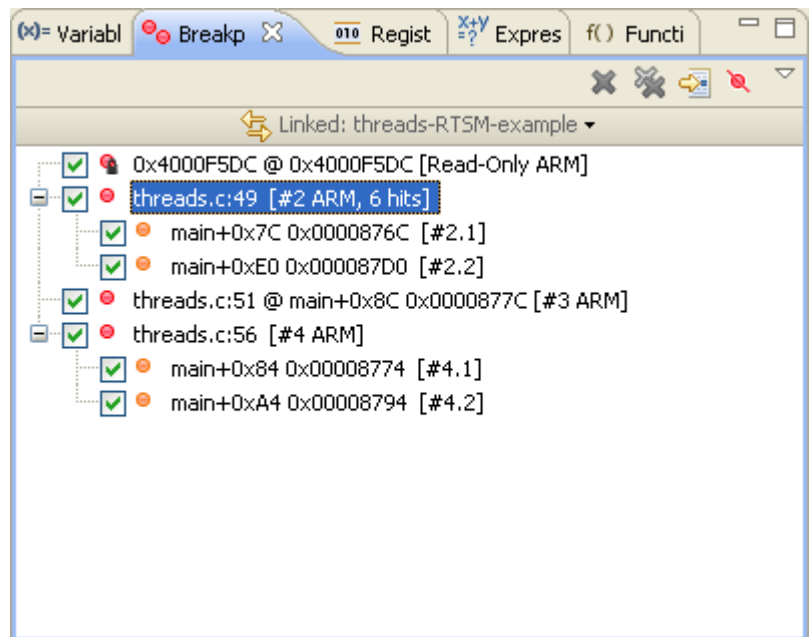 (x)= Variabl Breakp 010 Regist X+Y =? Expres f() Functi
Linked: threads-RTSM-example
0x4000F5DC @ 0x4000F5DC [Read-Only ARM]
threads.c:49 [#2 ARM, 6 hits]
main+0x7C 0x0000876C [#2.1]
main+0xE0 0x000087D0 [#2.2]
threads.c:51 @ main+0x8C 0x0000877C [#3 ARM]
threads.c:56 [#4 ARM]
main+0x84 0x00008774 [#4.1]
main+0xA4 0x00008794 [#4.2]